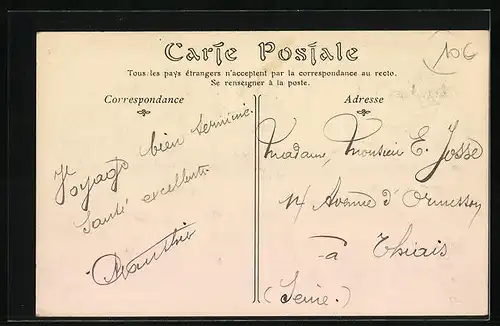 Carte Postale
Tous les pays étrangers n'acceptent par la correspondance au recto.
Se renseigner à la poste.
106
Correspondance
Adresse
Voyage bien terminé.
Santé excellente.
Madame, Monsieur E. Josse
14 Avenue d'Ormesson
à Thiais
(Seine.)